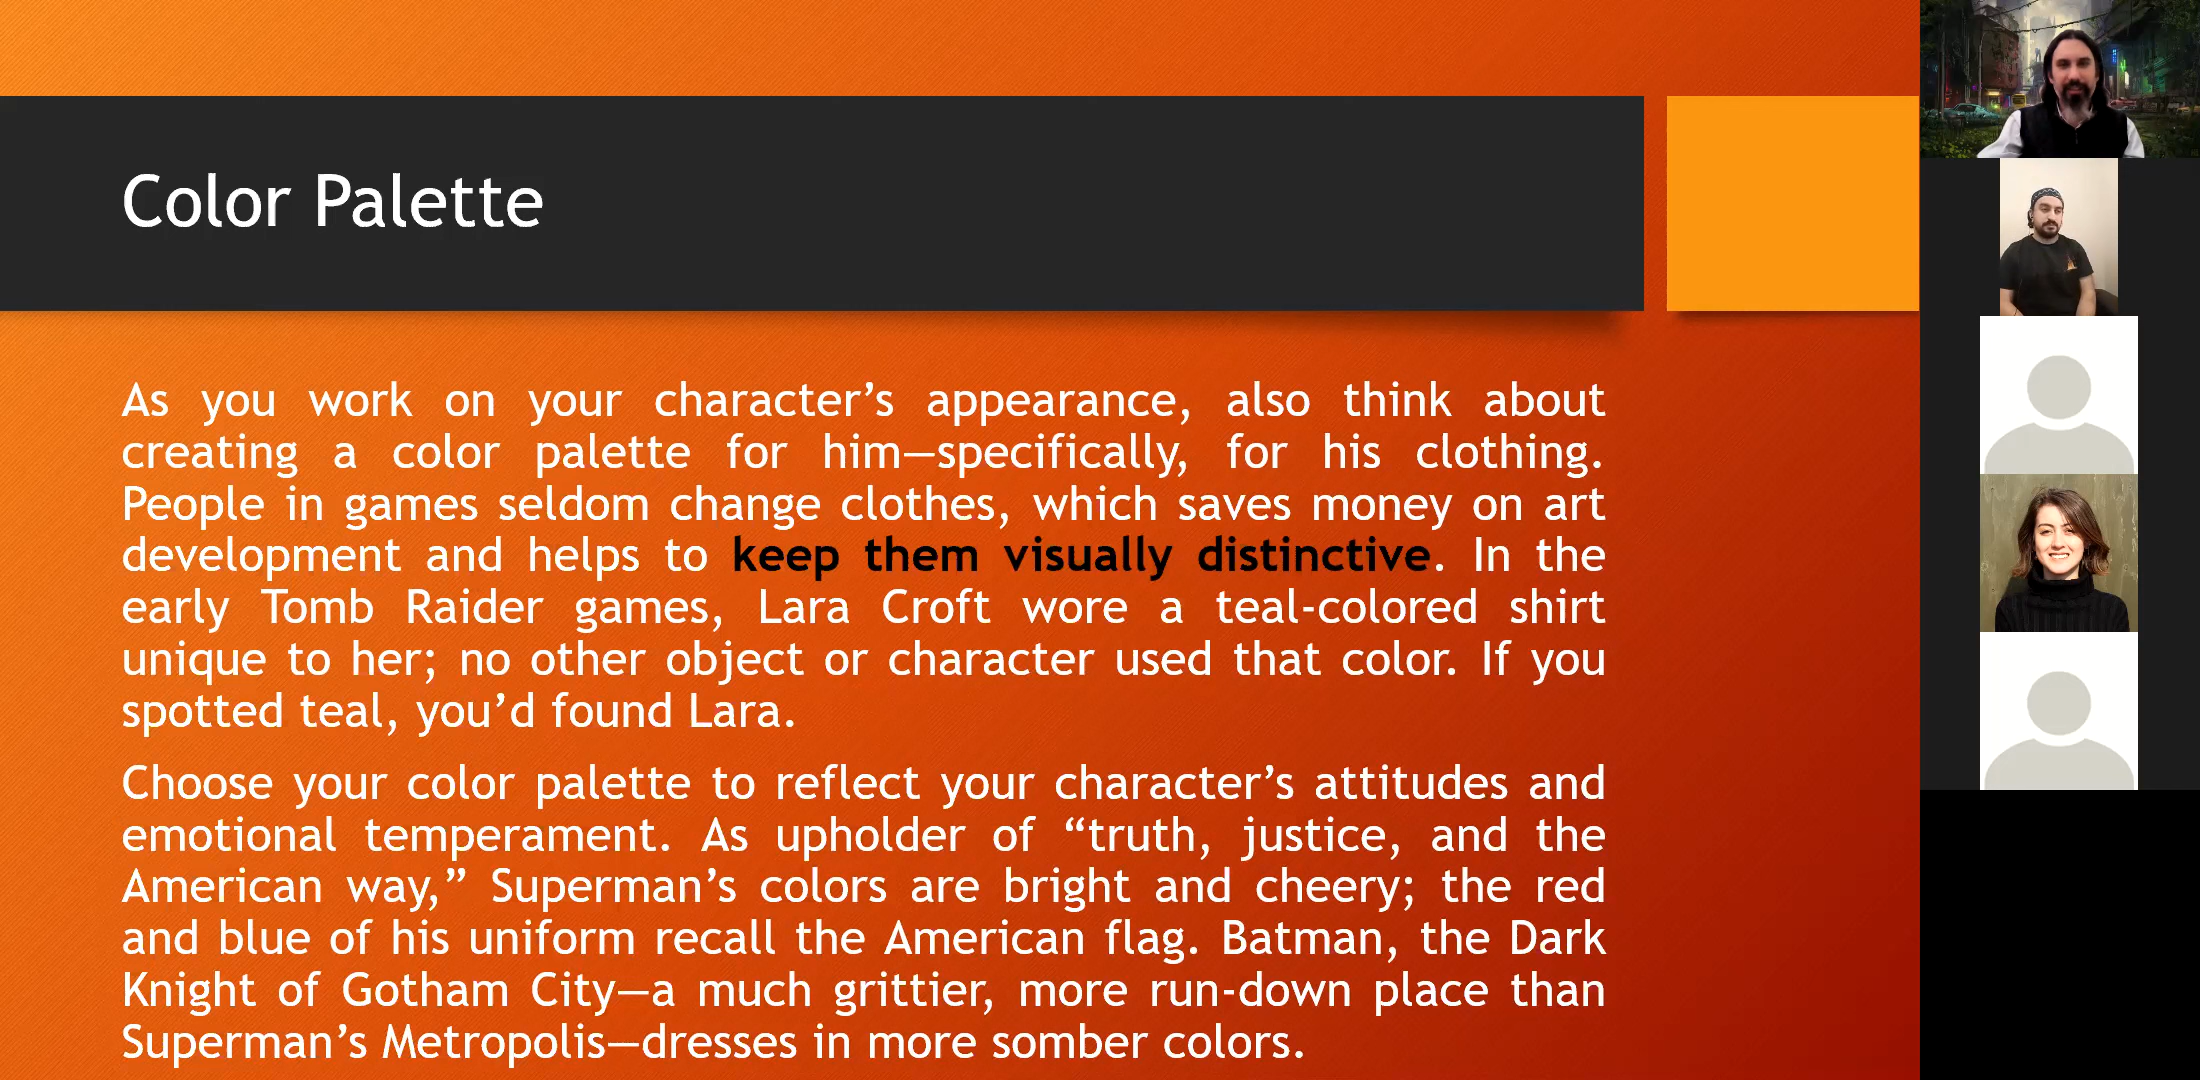 Color Palette
As you work on your character’s appearance, also think about
creating a color palette for him—specifically, for his clothing.
People in games seldom change clothes, which saves money on art
development and helps to keep them visually distinctive. In the
early Tomb Raider games, Lara Croft wore a teal-colored shirt
unique to her; no other object or character used that color. If you
spotted teal, you’d found Lara.
Choose your color palette to reflect your character’s attitudes and
emotional temperament. As upholder of “truth, justice, and the
American way,” Superman’s colors are bright and cheery; the red
and blue of his uniform recall the American flag. Batman, the Dark
Knight of Gotham City—a much grittier, more run-down place than
Superman’s Metropolis—dresses in more somber colors.